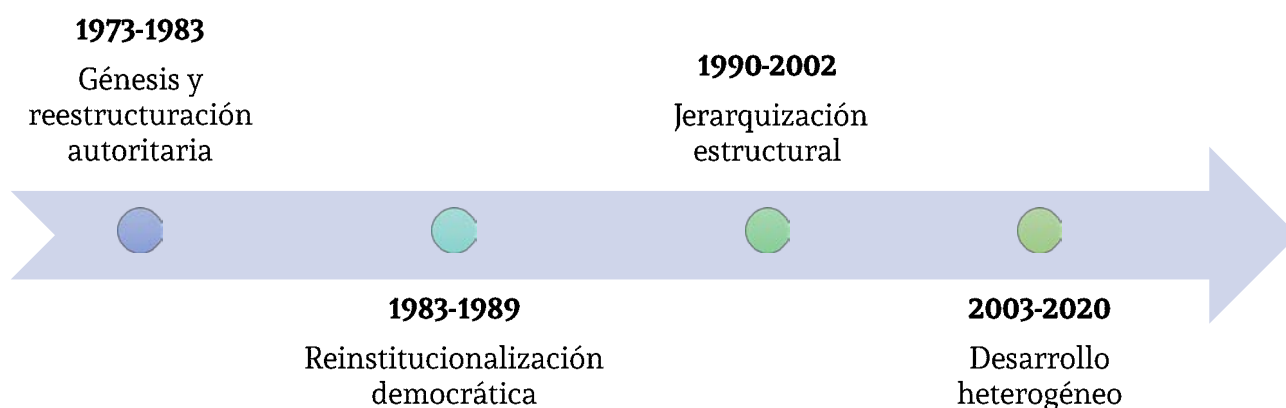 1973-1983
Génesis y
reestructuración
autoritaria
1983-1989
Reinstitucionalización
democrática
1990-2002
Jerarquización
estructural
2003-2020
Desarrollo
heterogéneo